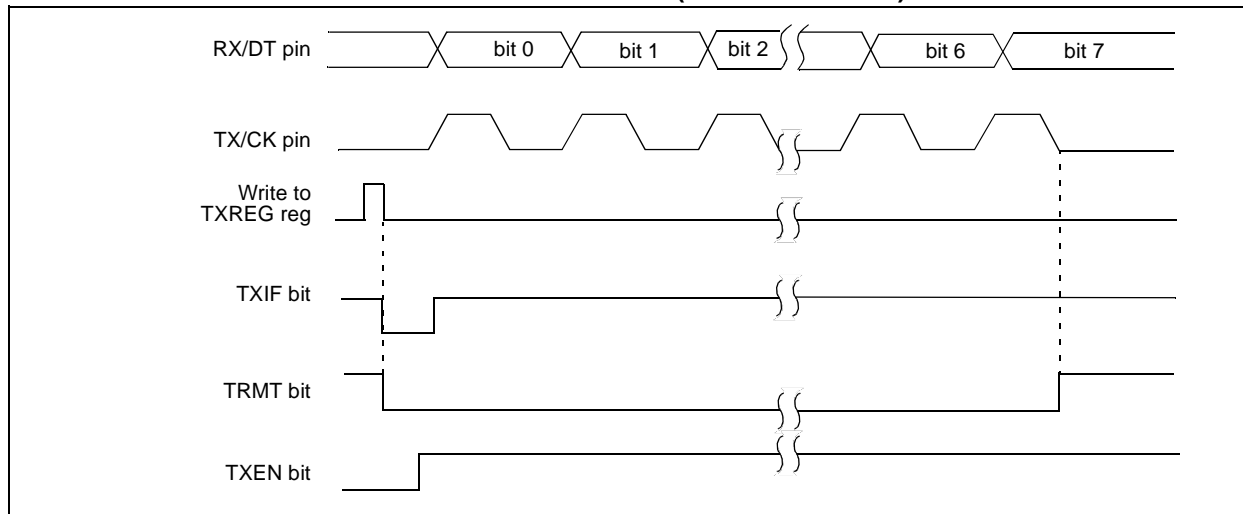 RX/DT pin
bit 0
bit 1
bit 2
bit 6
bit 7
TX/CK pin
Write to
TXREG reg
TXIF bit
TRMT bit
TXEN bit